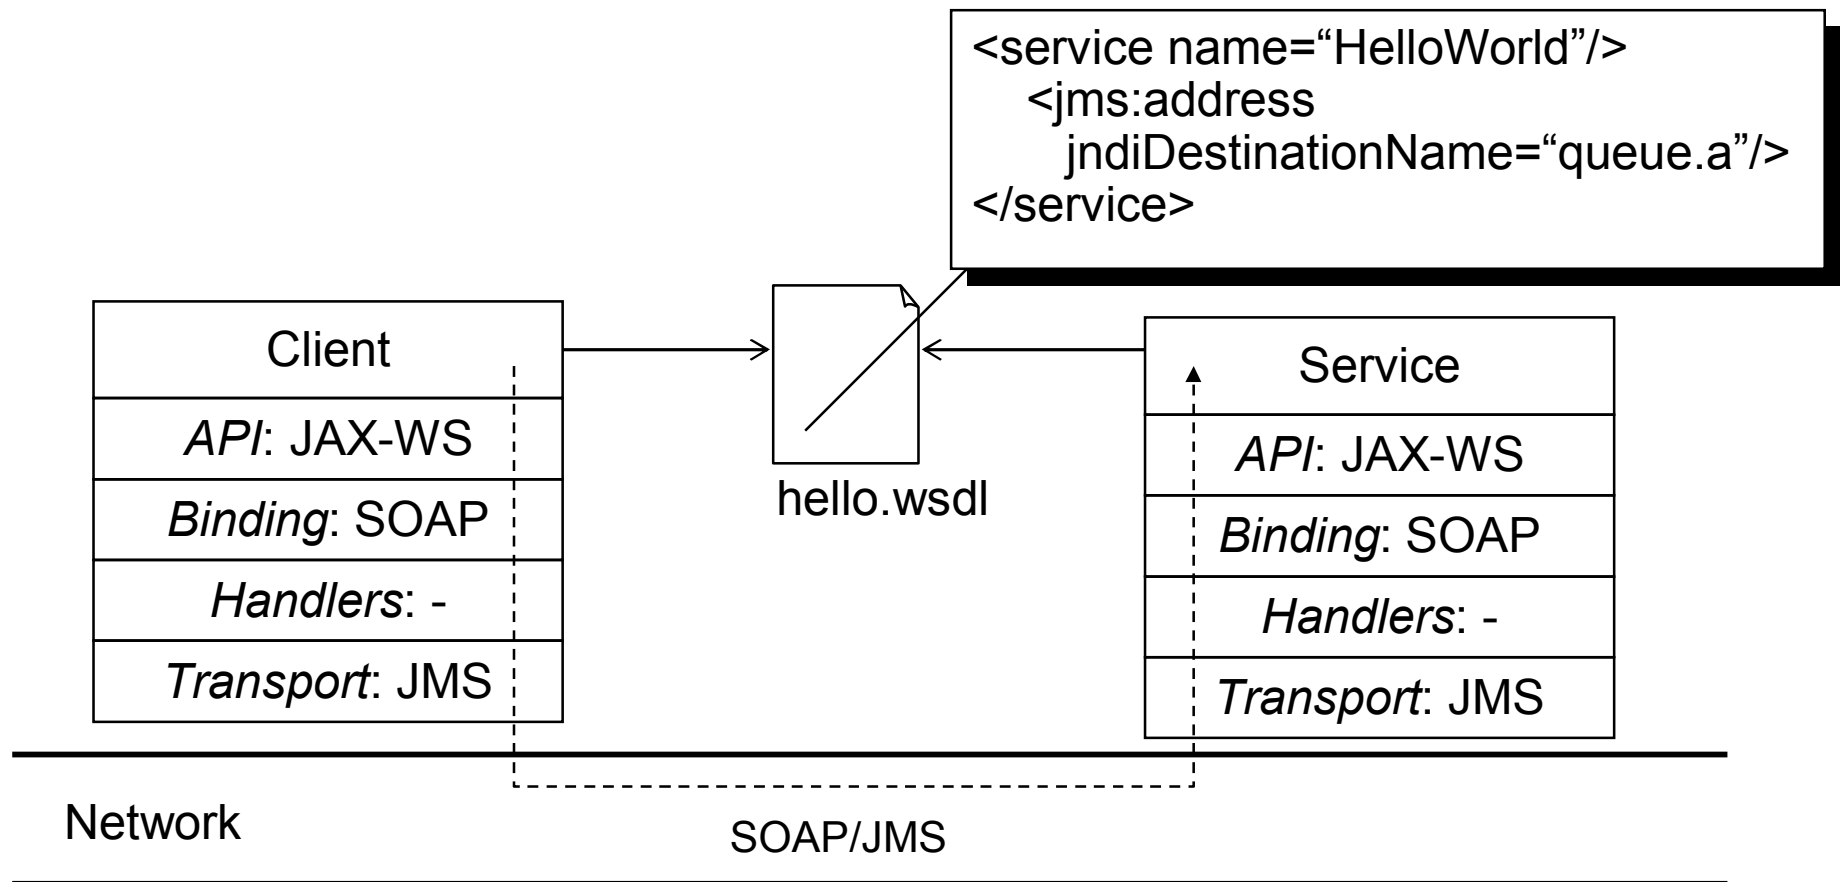 <service name=“HelloWorld”/>
<jms:address
jndiDestinationName=“queue.a”/>
</service>
Client
API: JAX-WS
Binding: SOAP
Handlers: -
Transport: JMS
hello.wsdl
Service
API: JAX-WS
Binding: SOAP
Handlers: -
Transport: JMS
Network
SOAP/JMS